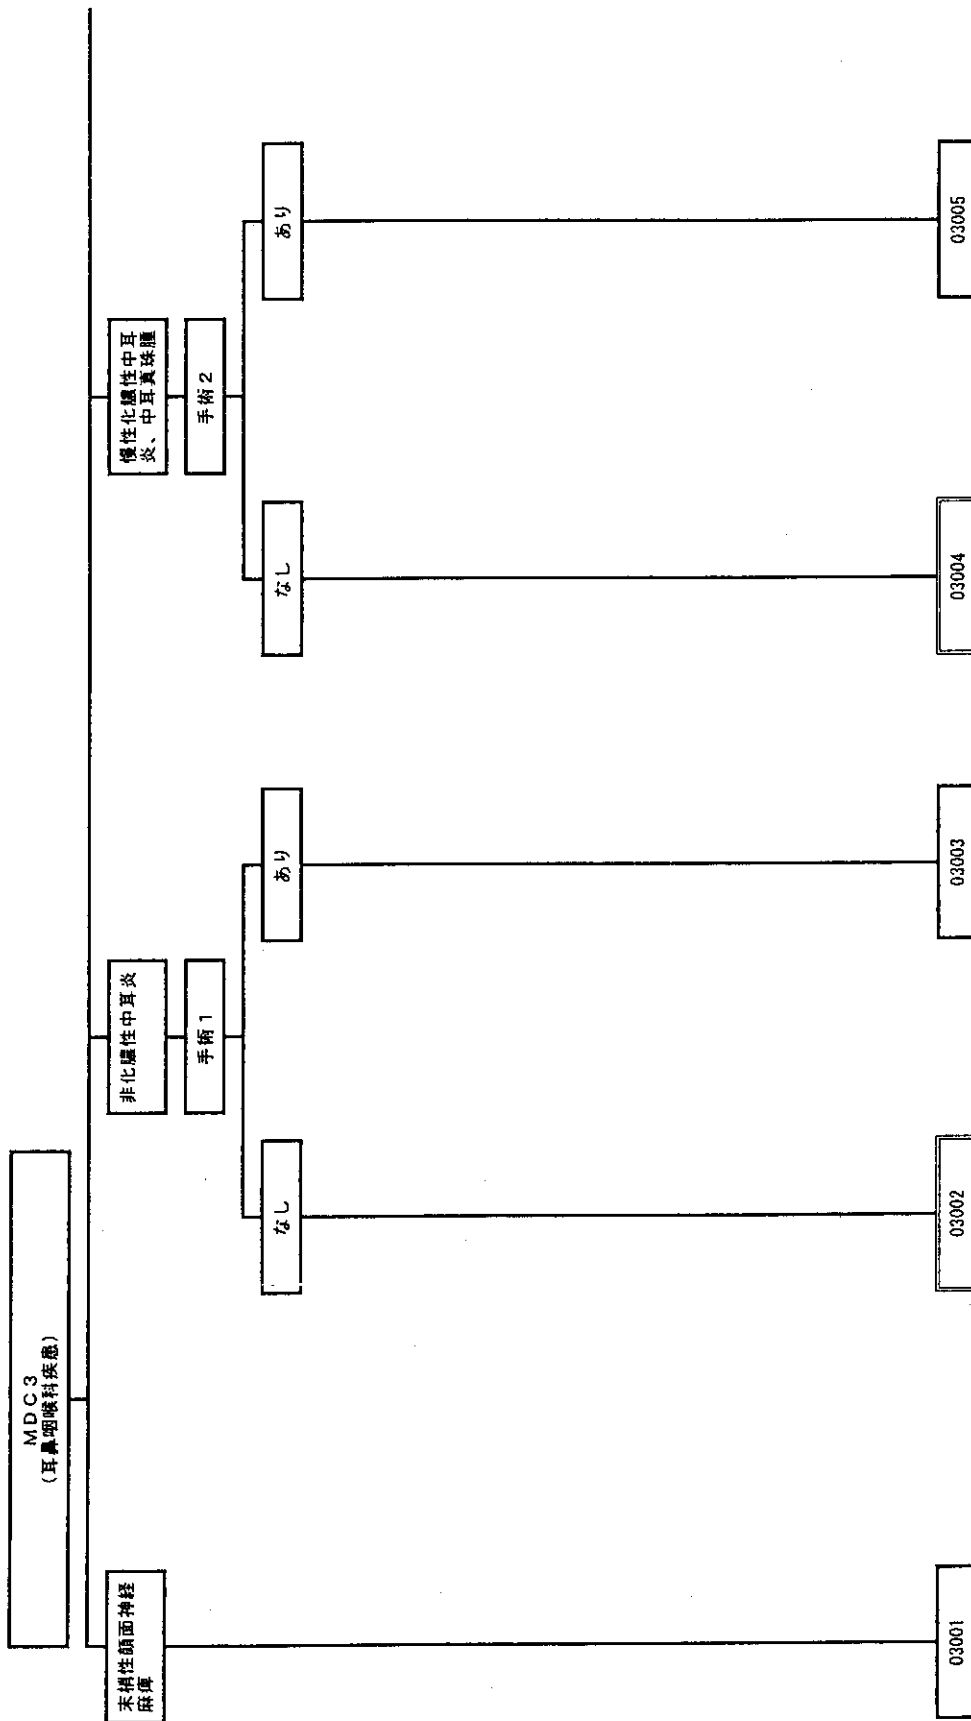 MDC3
(耳鼻咽喉科疾患)
末梢性顔面神経
麻痺
非化膿性中耳炎
慢性化膿性中耳
炎、中耳真珠腫
手術1
手術2
なし
あり
なし
あり
03001
03002
03003
03004
03005